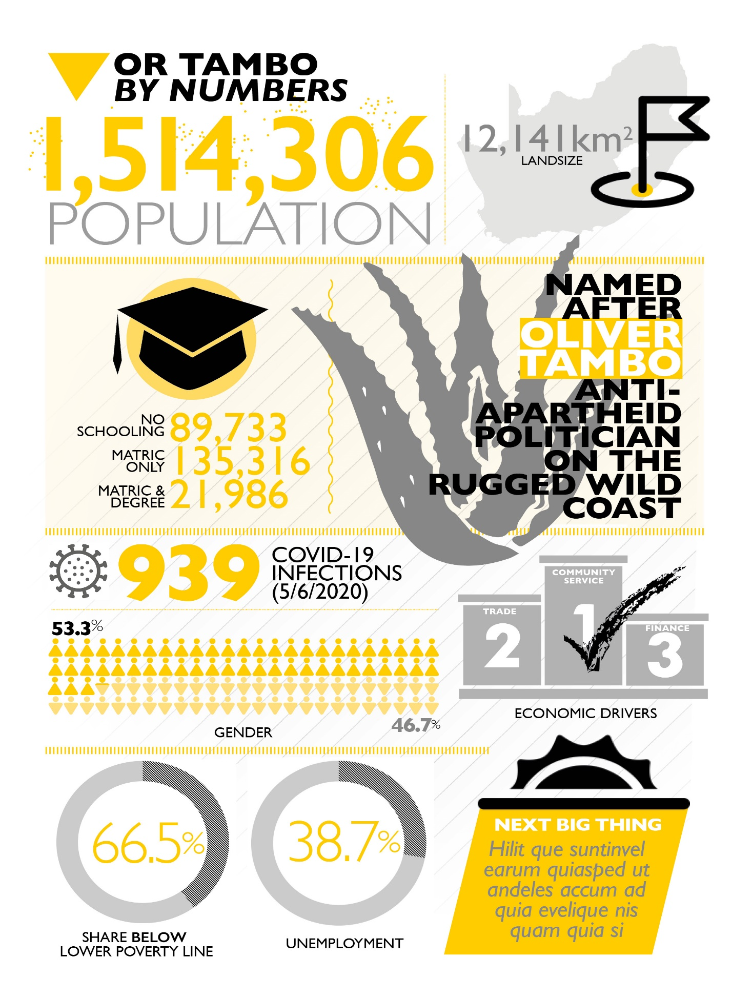 OR TAMBO
BY NUMBERS
1,514,306
POPULATION
12,141km²
LANDSIZE
NAMED
AFTER
OLIVER
TAMBO
ANTI-
APARTHEID
POLITICIAN
ON THE
RUGGED WILD
COAST
NO
SCHOOLING 89,733
MATRIC
ONLY 135,316
MATRIC &
DEGREE 21,986
939
COVID-19
INFECTIONS
(5/6/2020)
53.3%
46.7%
GENDER
COMMUNITY
SERVICE
1
TRADE
2
FINANCE
3
ECONOMIC DRIVERS
66.5%
SHARE BELOW
LOWER POVERTY LINE
38.7%
UNEMPLOYMENT
NEXT BIG THING
Hilit que suntinvel
earum quiasped ut
andeles accum ad
quia evelique nis
quam quia si